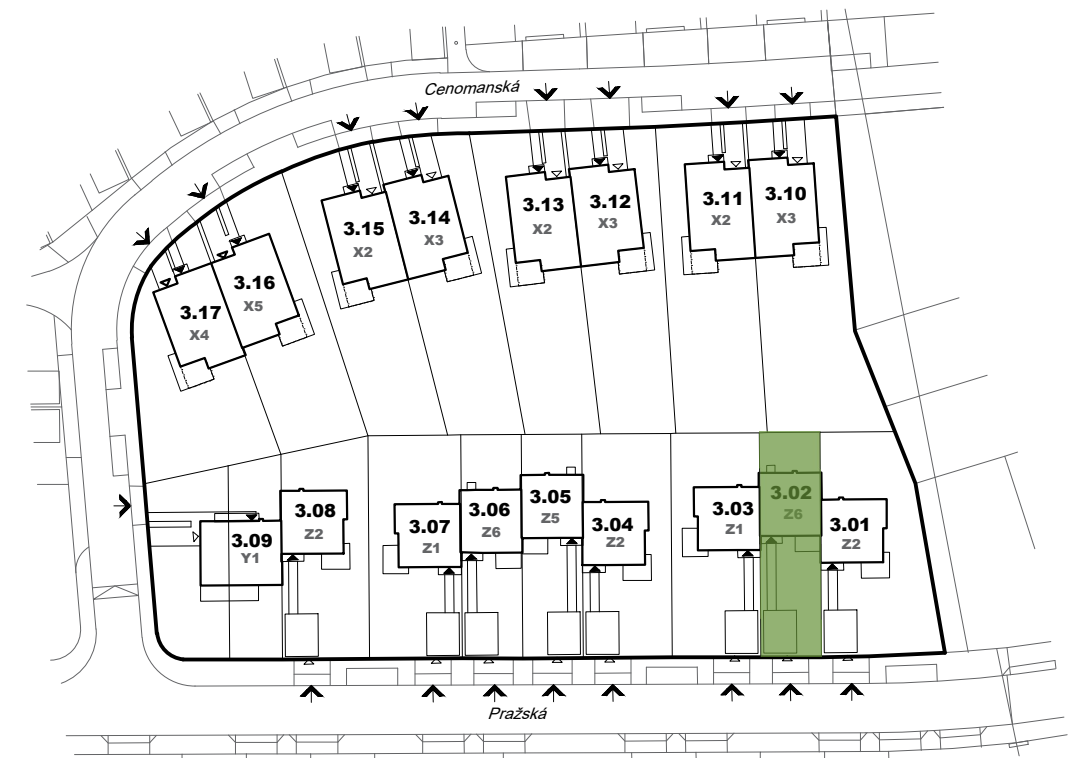 Cenomanská
3.15
X2
3.14
X3
3.13
X2
3.12
X3
3.11
X2
3.10
X3
3.17
X4
3.16
X5
3.09
Y1
3.08
Z2
3.07
Z1
3.06
Z6
3.05
Z5
3.04
Z2
3.03
Z1
3.02
Z6
3.01
Z2
Pražská